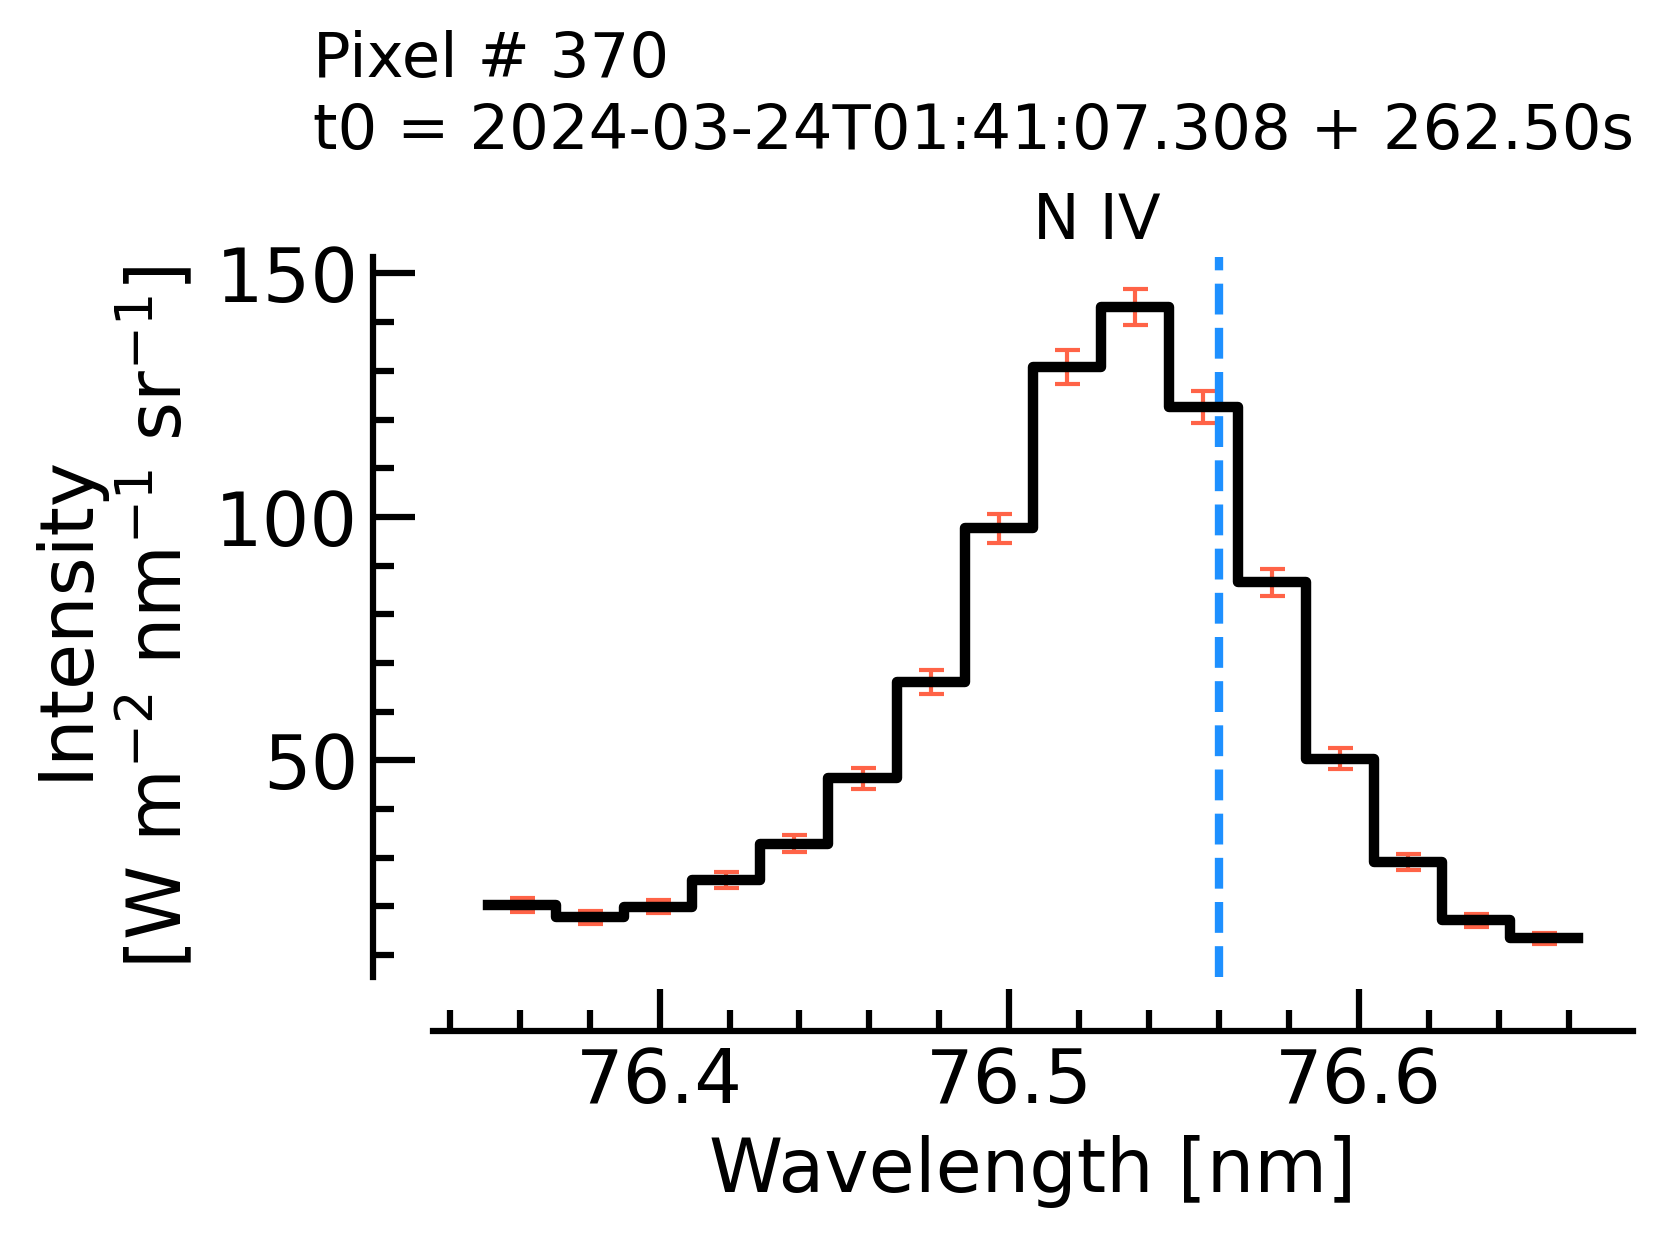 Pixel # 370
t0 = 2024-03-24T01:41:07.308 + 262.50s
N IV
150
100
50
Intensity
[W m⁻² nm⁻¹ sr⁻¹]
76.4 76.5 76.6
Wavelength [nm]